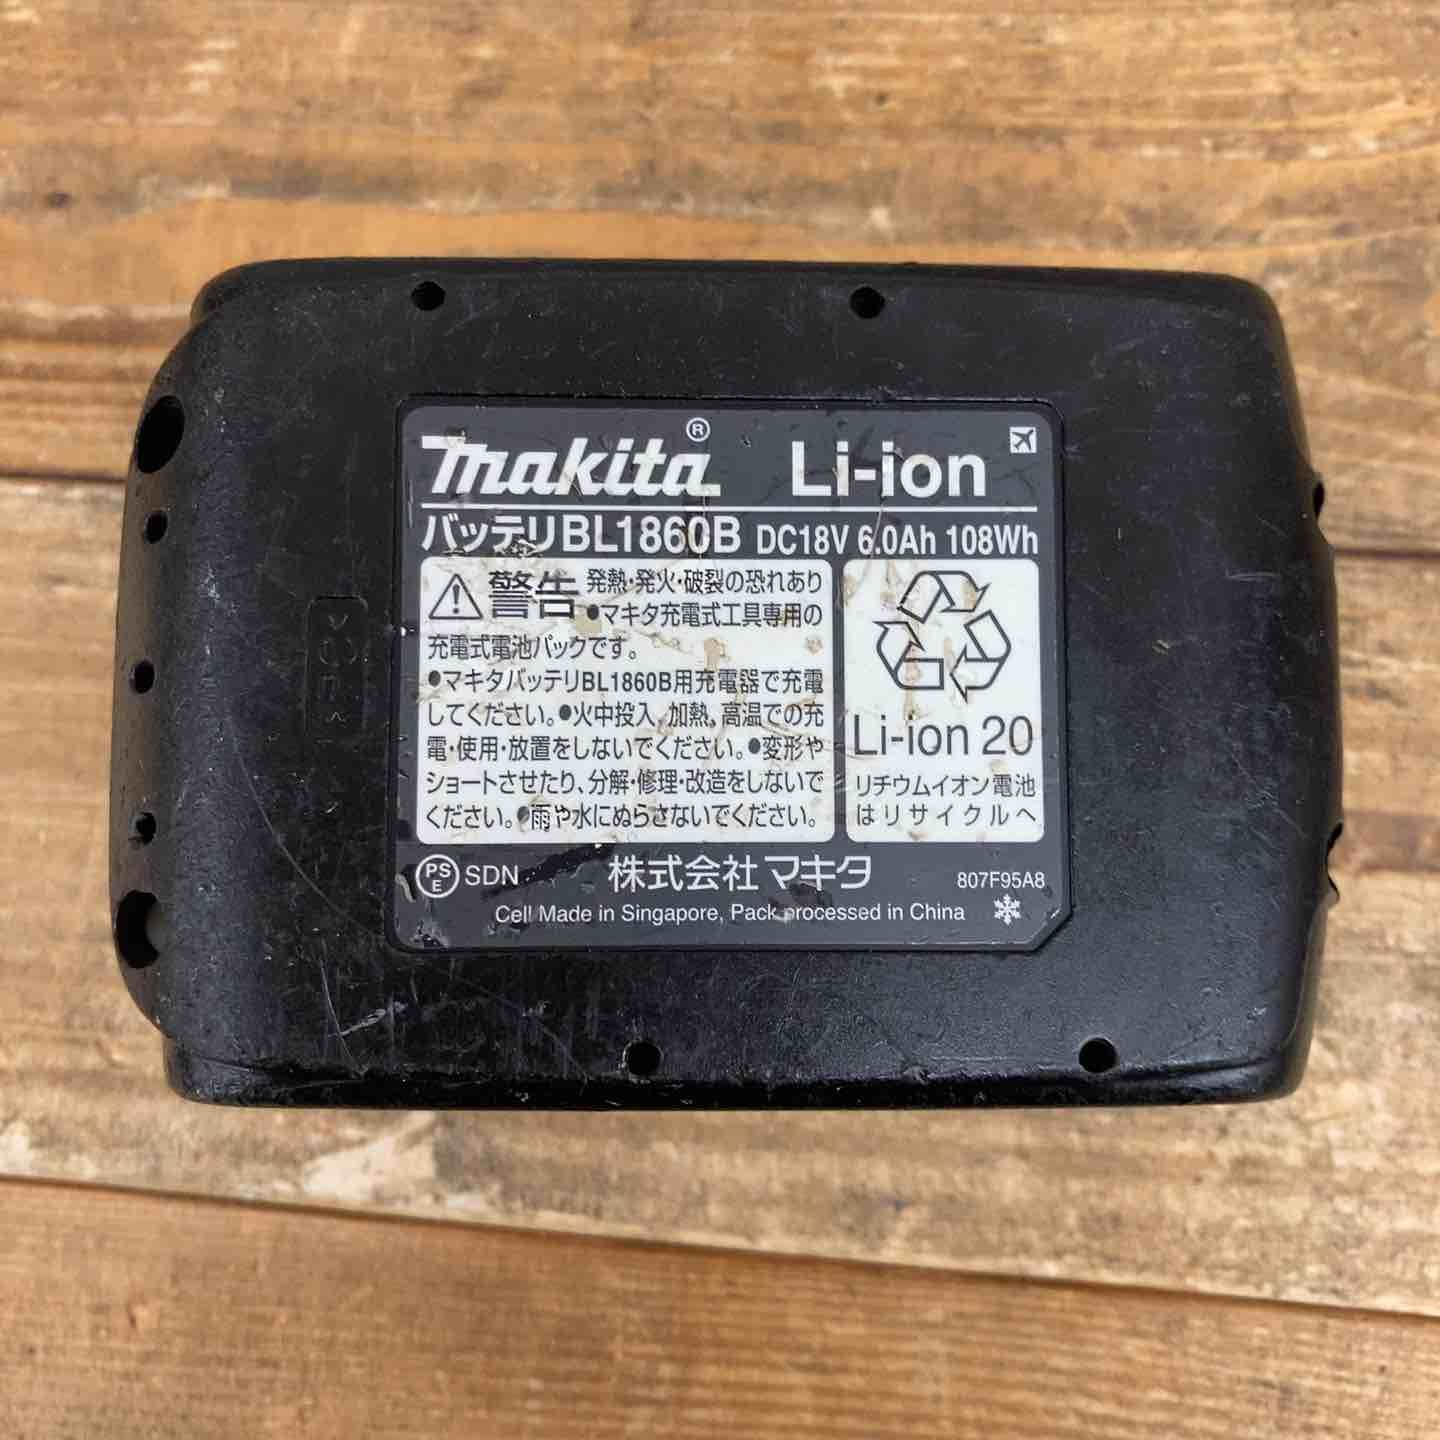 makita® Li-ion
バッテリBL1860B DC18V 6.0Ah 108Wh
警告 発熱・発火・破裂の恐れあり
●マキタ充電式工具専用の
充電式電池パックです。
●マキタバッテリBL1860B用充電器で充電
してください。●火中投入、加熱、高温での充
電・使用・放置をしないでください。●変形や
ショートさせたり、分解・修理・改造をしないで
ください。●雨や水にぬらさないでください。
Li-ion 20
リチウムイオン電池
はリサイクルへ
PS
E
SDN 株式会社マキタ 807F95A8
Cell Made in Singapore, Pack processed in China